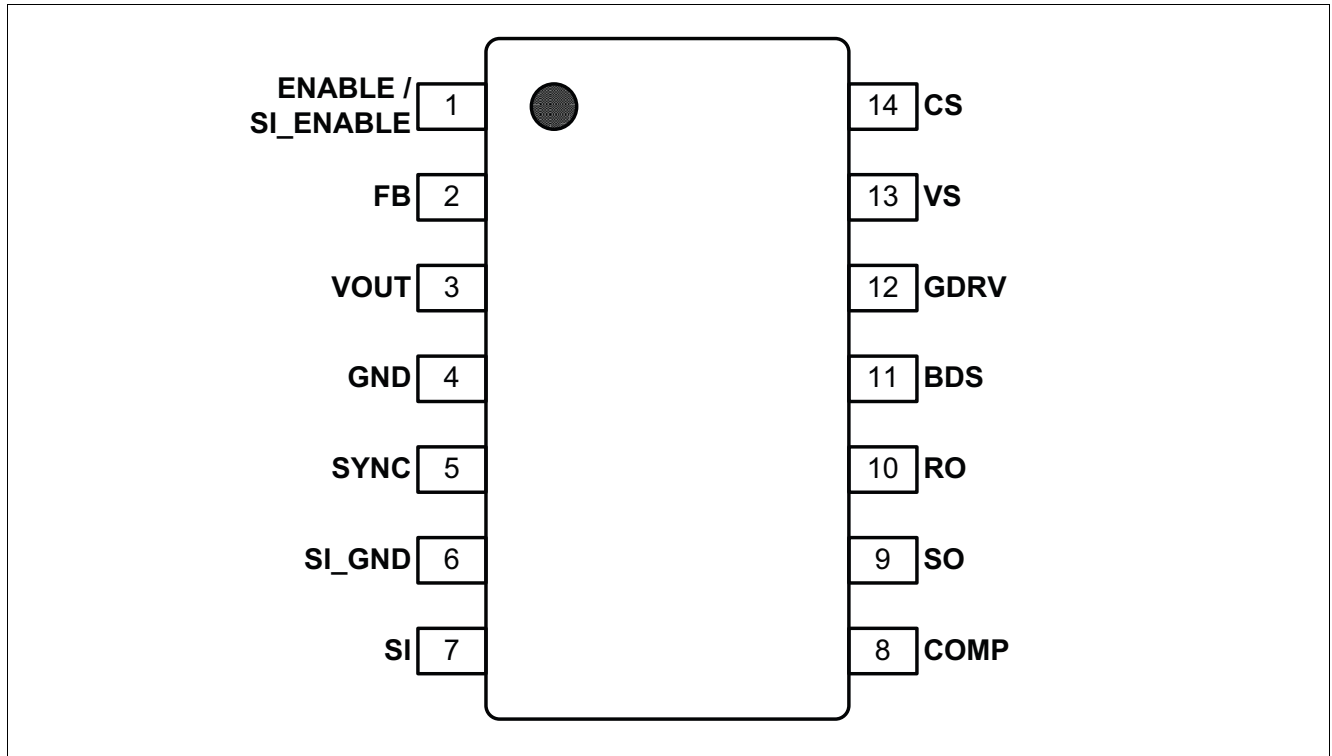 ENABLE /
SI_ENABLE
1
14 CS
FB 2
13 VS
VOUT 3
12 GDRV
GND 4
11 BDS
SYNC 5
10 RO
SI_GND 6
9 SO
SI 7
8 COMP